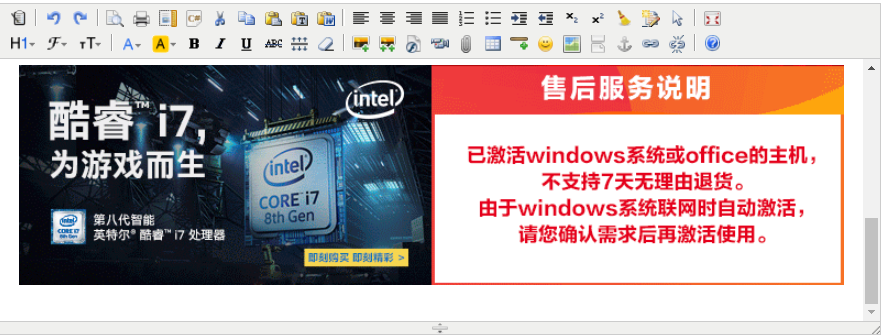 H1
F
TT
A
A
B
I
U
ABC
intel
酷睿™ i7,
为游戏而生
intel
CORE i7
8th Gen
intel
CORE i7
8th Gen
第八代智能
英特尔® 酷睿™ i7 处理器
即刻购买 即刻精彩 >
售后服务说明
已激活windows系统或office的主机，
不支持7天无理由退货。
由于windows系统联网时自动激活，
请您确认需求后再激活使用。